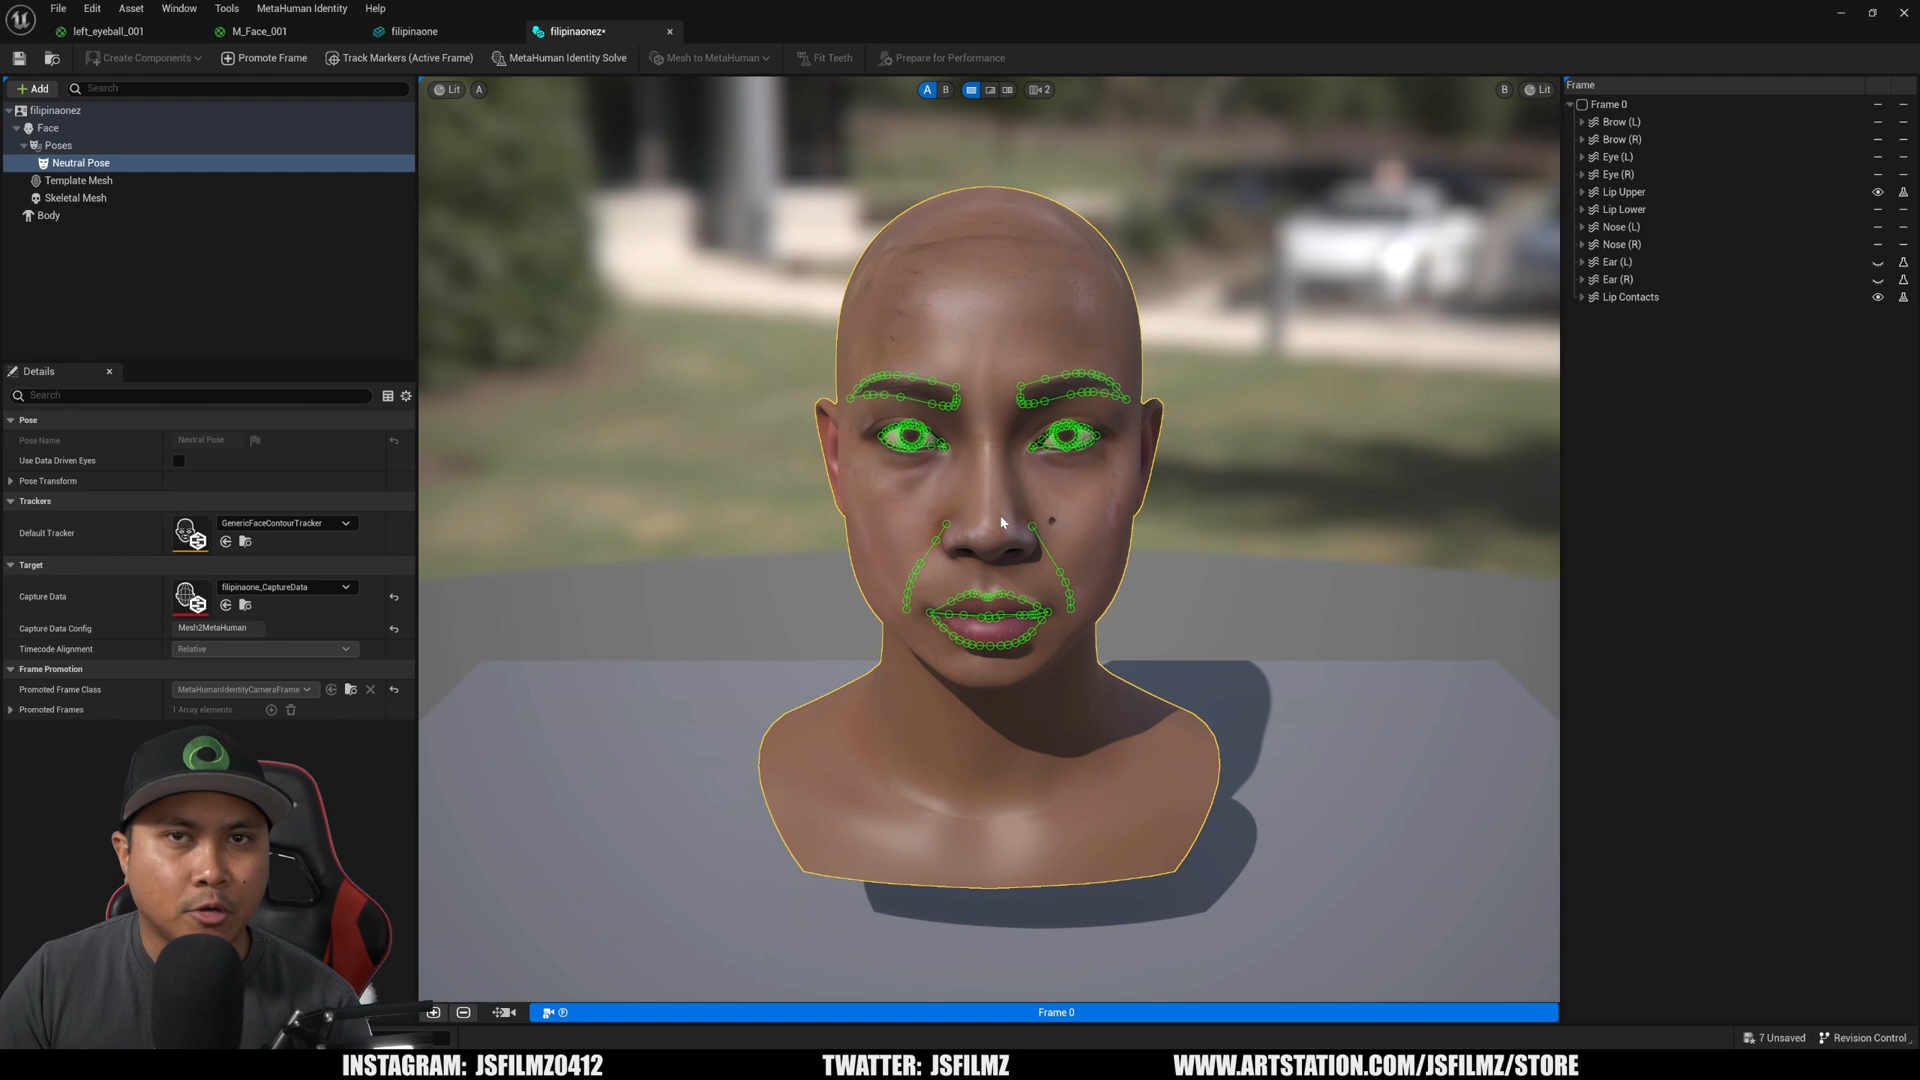 File Edit Window Asset Tools MetaHuman Identity Help
left_eyeball_001
M_Face_001
filipinaone
filipinaonez*
Create Components
Promote Frame
Track Markers (Active Frame)
MetaHuman Identity Solve
Mesh to MetaHuman
Fit Teeth
Prepare for Performance
+ Add
Search
filipinaonez
Face
Poses
Neutral Pose
Template Mesh
Skeletal Mesh
Body
Details
Search
Pose
Pose Name Neutral Pose
Use Data Driven Eyes
Pose Transform
Trackers
Default Tracker GenericFaceContourTracker
Target
Capture Data filipinaone_CaptureData
Capture Data Config Mesh2MetaHuman
Timecode Alignment Relative
Frame Promotion
Promoted Frame Class MetaHumanIdentityCameraFrame
Promoted Frames 1 Array elements
Lit A
A B 2
B Lit
Frame 0
Frame
Frame 0
Brow (L)
Brow (R)
Eye (L)
Eye (R)
Lip Upper
Lip Lower
Nose (L)
Nose (R)
Ear (L)
Ear (R)
Lip Contacts
7 Unsaved Revision Control
INSTAGRAM: JSFILMZ0412
TWATTER: JSFILMZ
WWW.ARTSTATION.COM/JSFILMZ/STORE